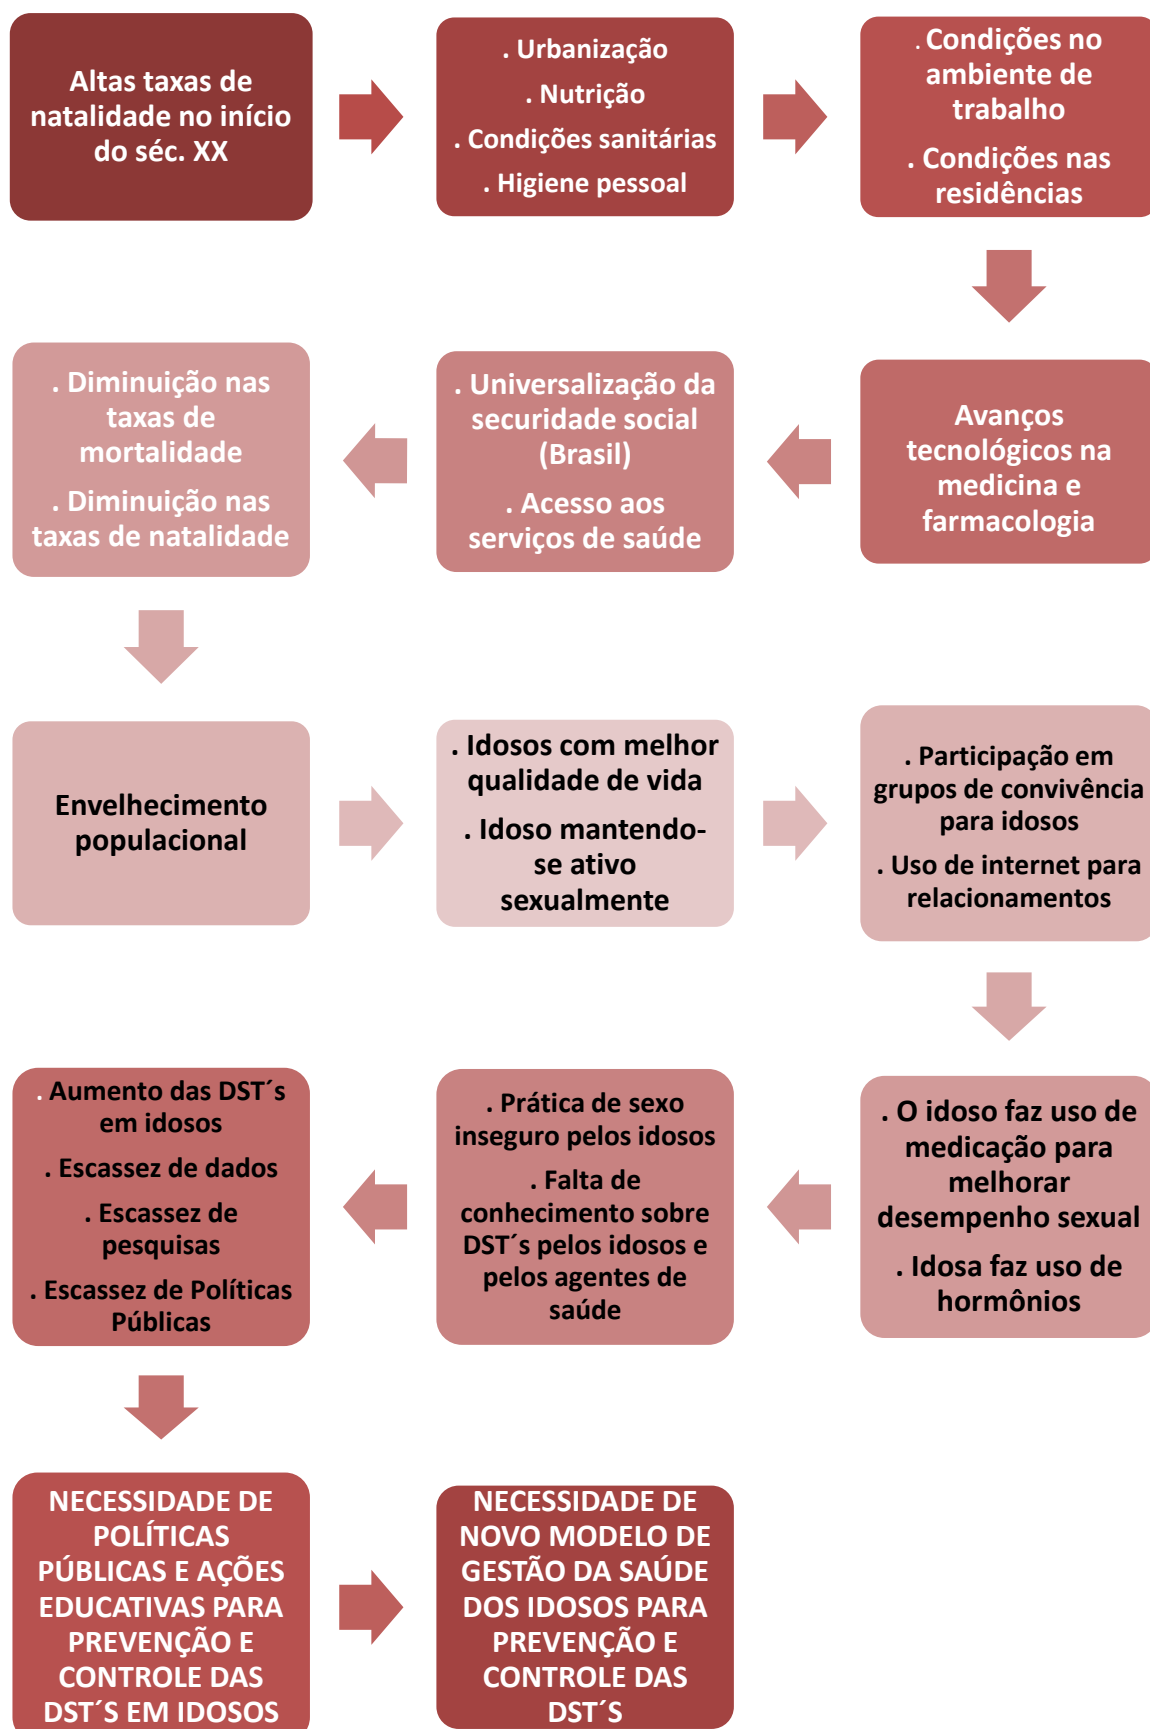 Altas taxas de
natalidade no início
do séc. XX
. Urbanização
. Nutrição
. Condições sanitárias
. Higiene pessoal
. Condições no
ambiente de
trabalho
. Condições nas
residências
Avanços
tecnológicos na
medicina e
farmacologia
. Universalização da
securidade social
(Brasil)
. Acesso aos
serviços de saúde
. Diminuição nas
taxas de
mortalidade
. Diminuição nas
taxas de natalidade
Envelhecimento
populacional
. Idosos com melhor
qualidade de vida
. Idoso mantendo-
se ativo
sexualmente
. Participação em
grupos de convivência
para idosos
. Uso de internet para
relacionamentos
. O idoso faz uso de
medicação para
melhorar
desempenho sexual
. Idosa faz uso de
hormônios
. Prática de sexo
inseguro pelos idosos
. Falta de
conhecimento sobre
DST´s pelos idosos e
pelos agentes de
saúde
. Aumento das DST´s
em idosos
. Escassez de dados
. Escassez de
pesquisas
. Escassez de Políticas
Públicas
NECESSIDADE DE
POLÍTICAS
PÚBLICAS E AÇÕES
EDUCATIVAS PARA
PREVENÇÃO E
CONTROLE DAS
DST´S EM IDOSOS
NECESSIDADE DE
NOVO MODELO DE
GESTÃO DA SAÚDE
DOS IDOSOS PARA
PREVENÇÃO E
CONTROLE DAS
DST´S